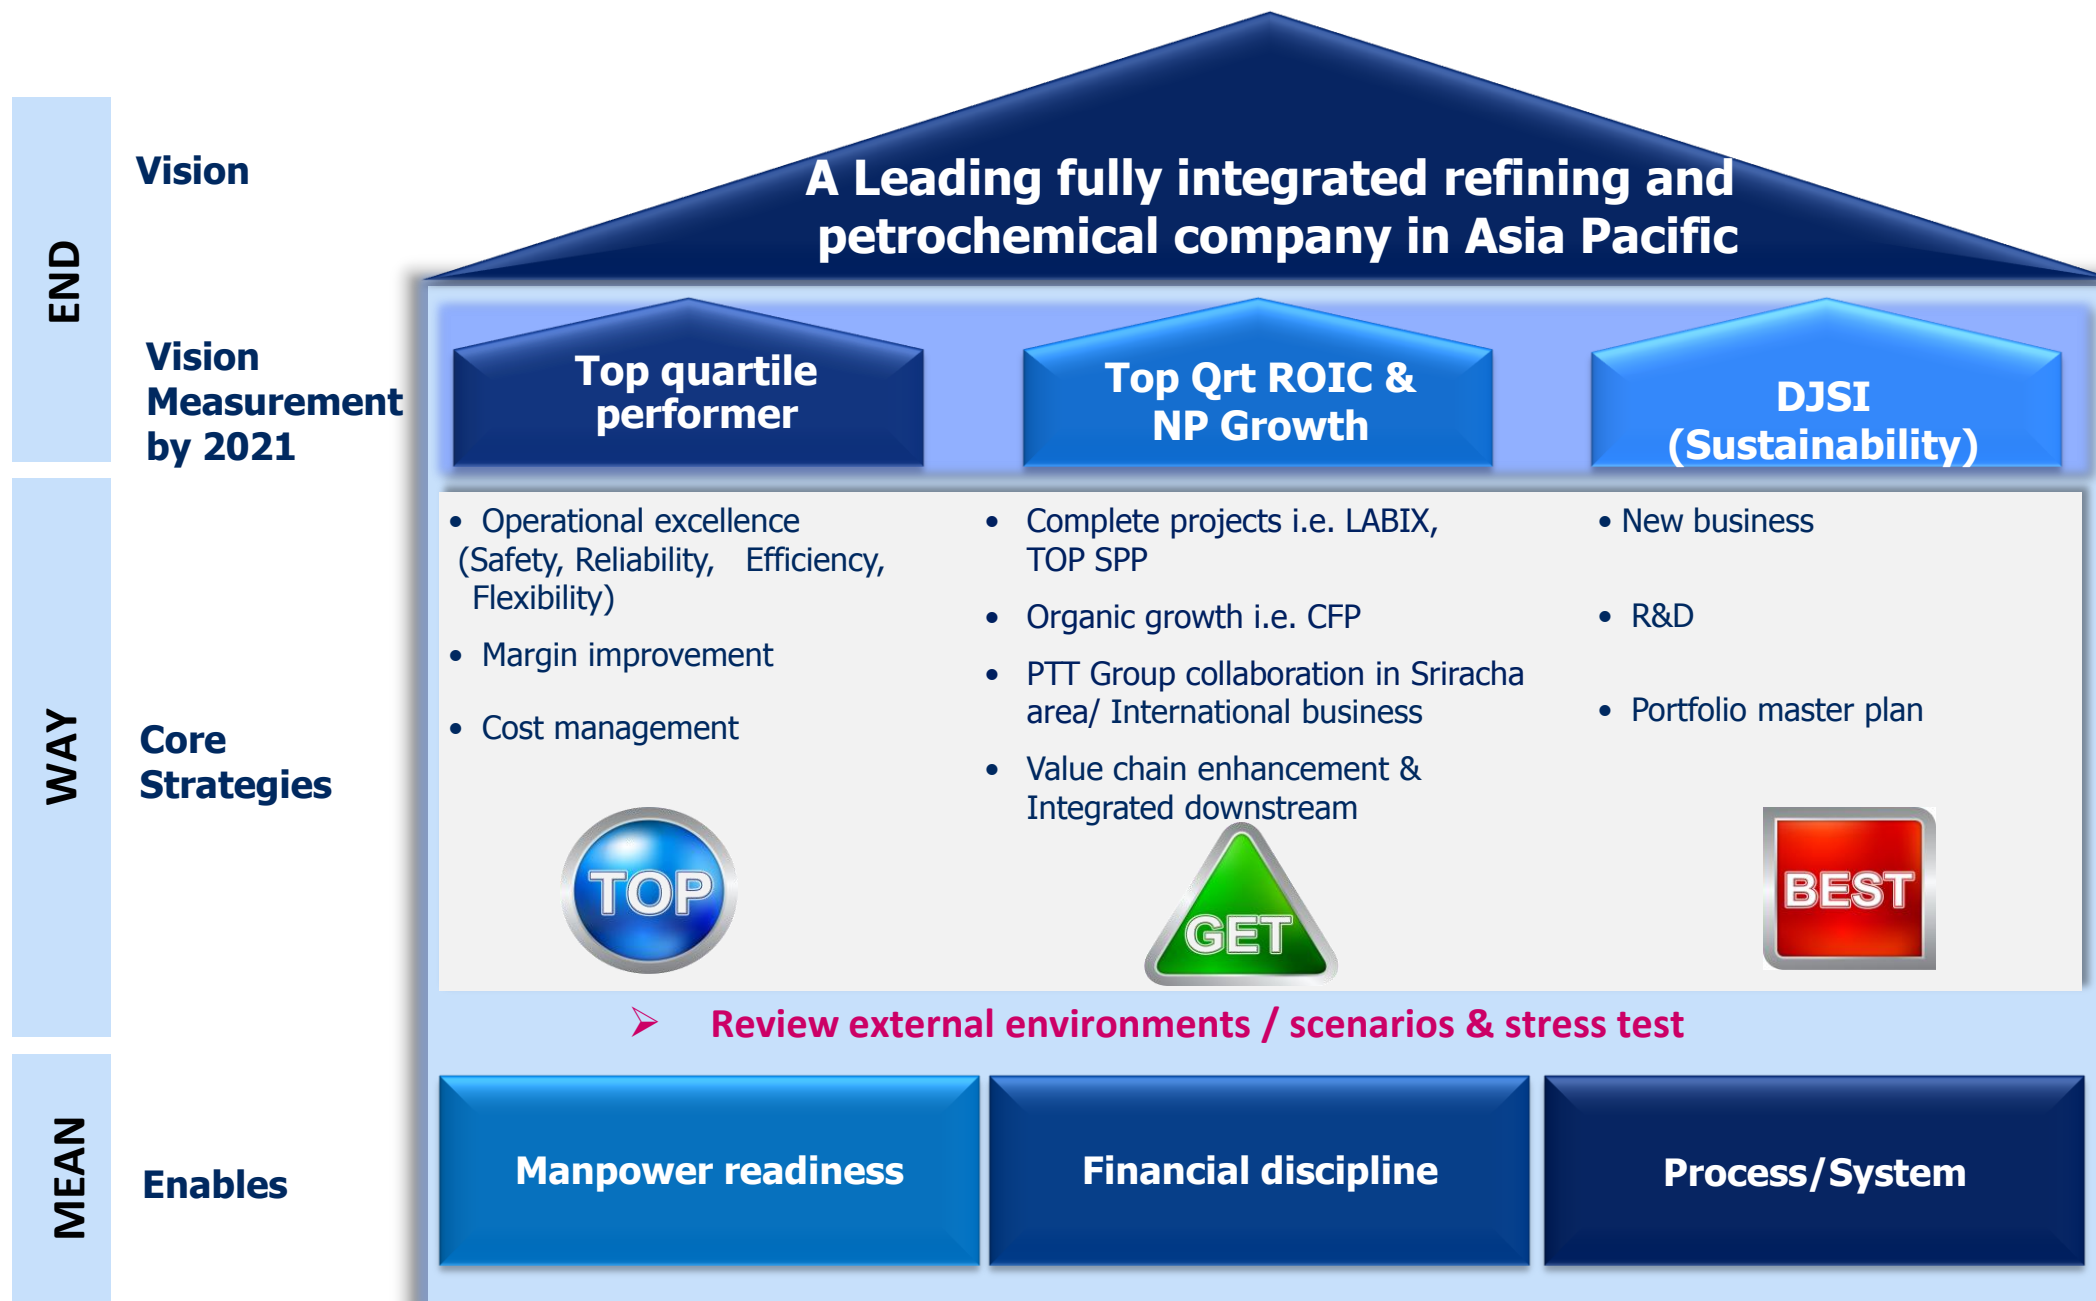 END
Vision
A Leading fully integrated refining and
petrochemical company in Asia Pacific
Vision
Measurement
by 2021
Top quartile
performer
Top Qrt ROIC &
NP Growth
DJSI
(Sustainability)
WAY
Core
Strategies
• Operational excellence
(Safety, Reliability, Efficiency,
Flexibility)
• Margin improvement
• Cost management
TOP
• Complete projects i.e. LABIX,
TOP SPP
• Organic growth i.e. CFP
• PTT Group collaboration in Sriracha
area/ International business
• Value chain enhancement &
Integrated downstream
GET
• New business
• R&D
• Portfolio master plan
BEST
➢ Review external environments / scenarios & stress test
MEAN
Enables
Manpower readiness
Financial discipline
Process/System